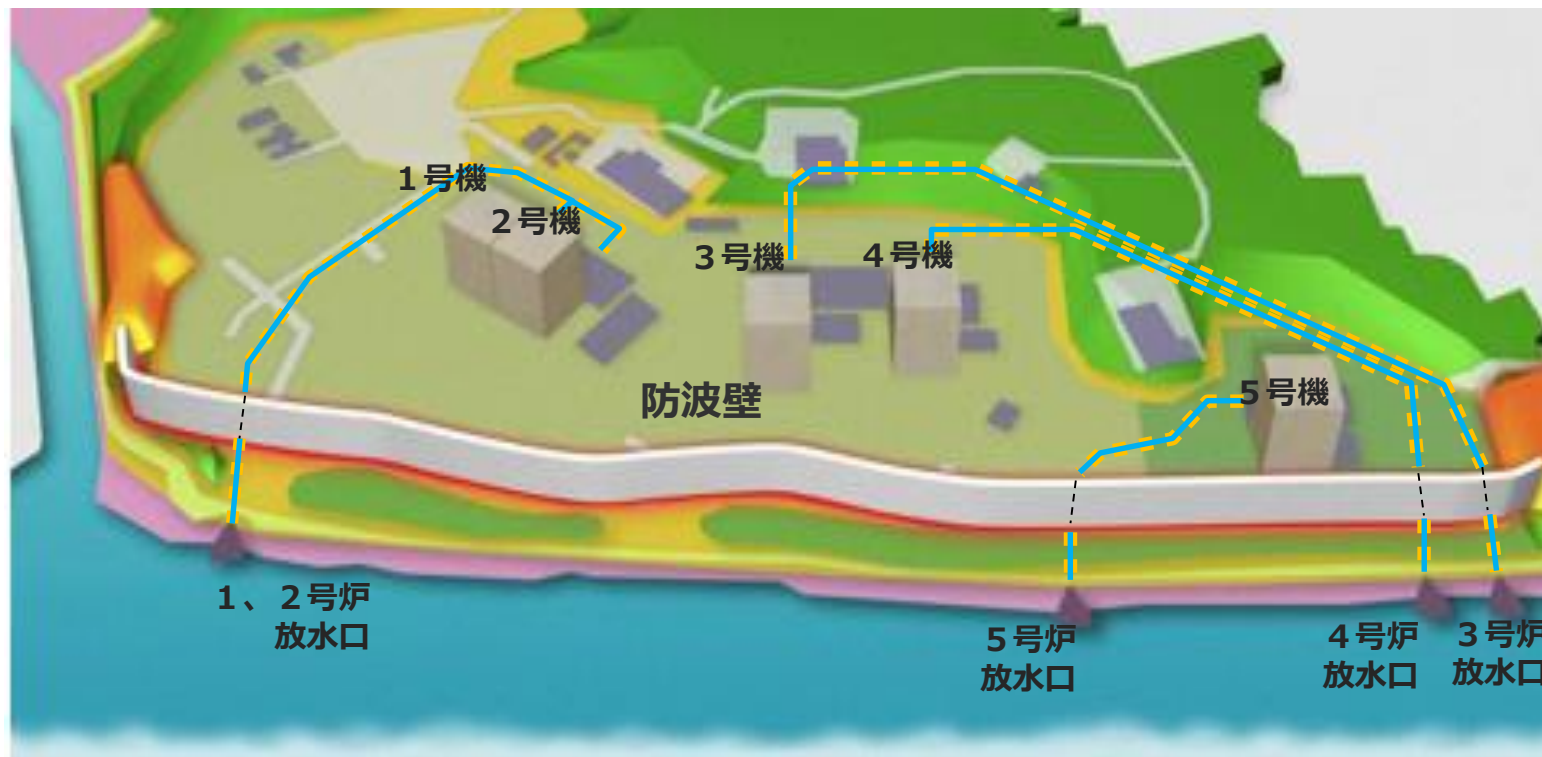 １号機
２号機
３号機
４号機
５号機
防波壁
１、２号炉
放水口
５号炉
放水口
４号炉
放水口
３号炉
放水口